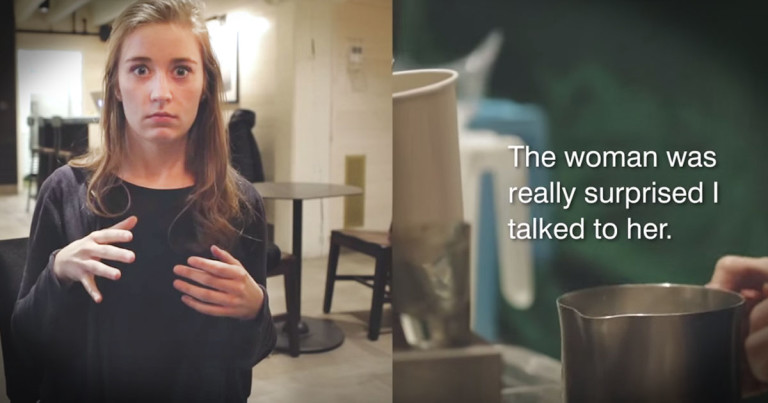 The woman was
really surprised I
talked to her.